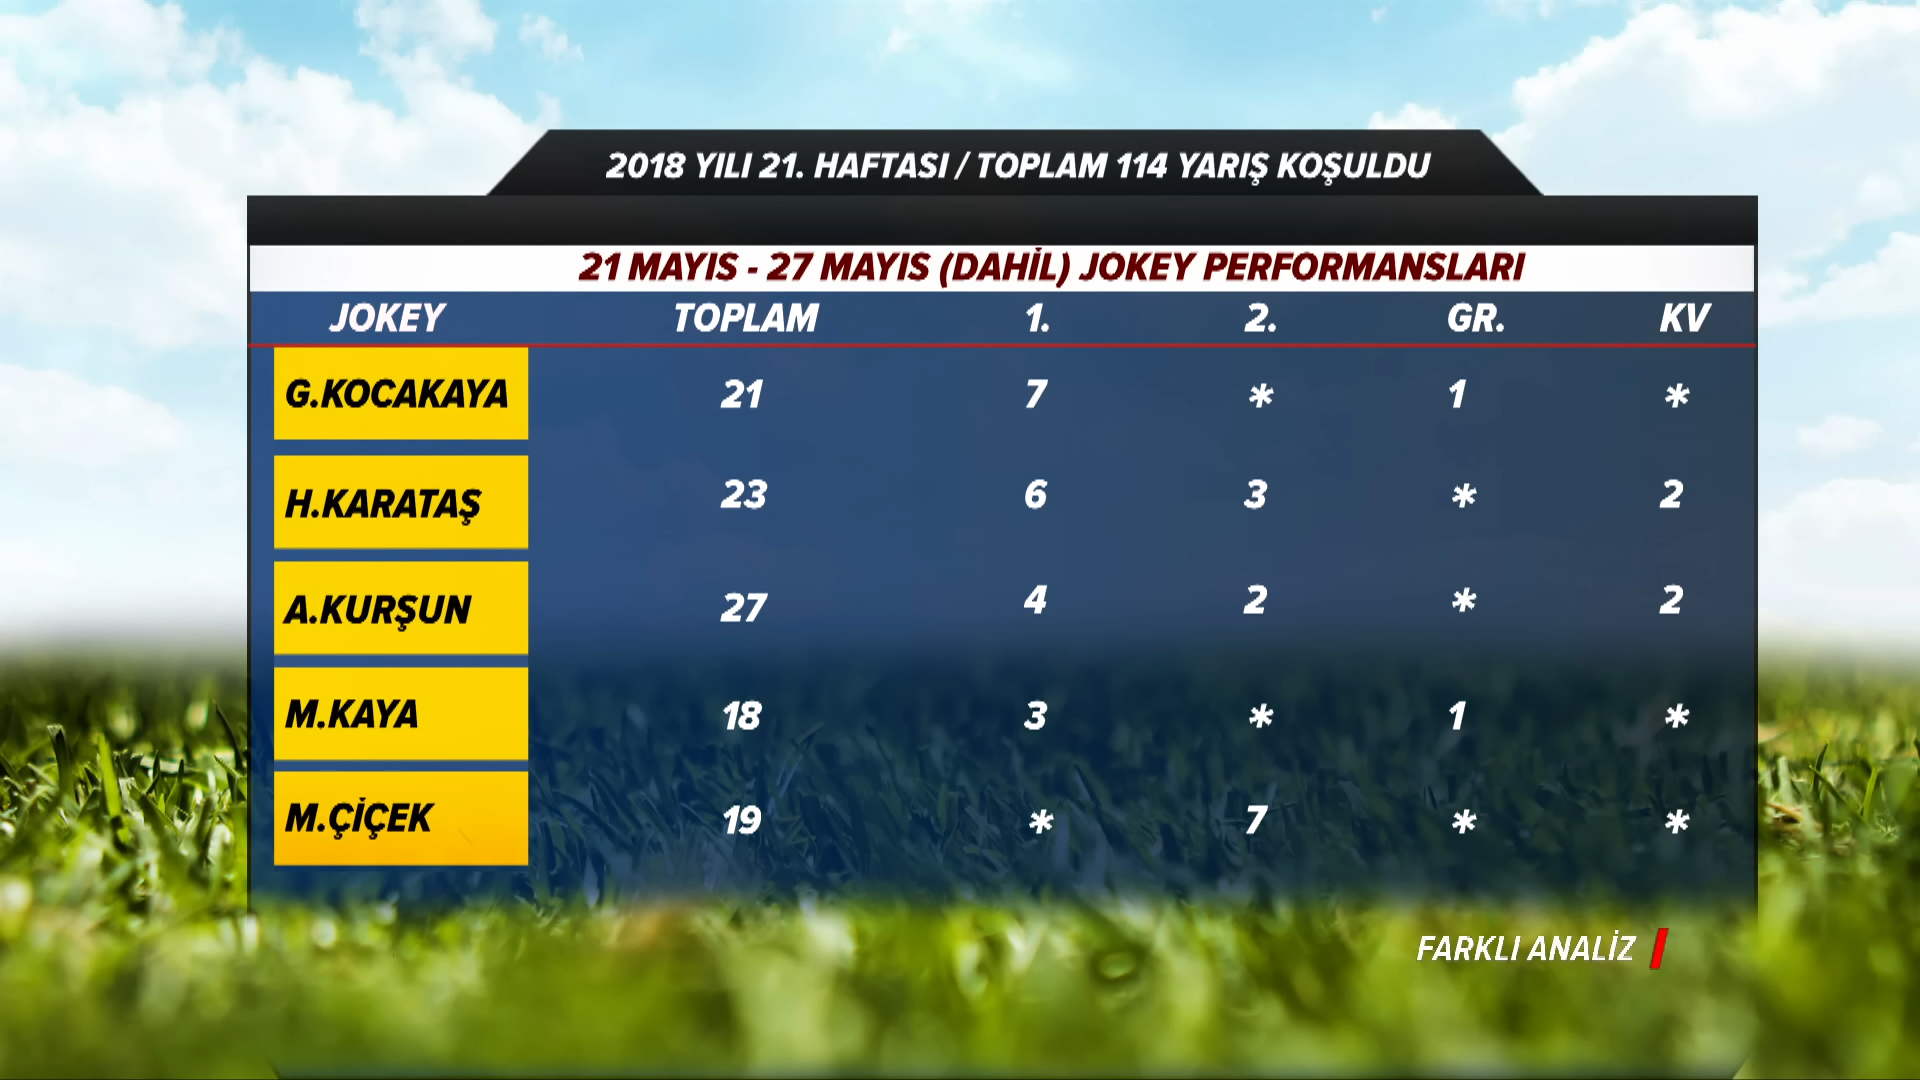 2018 YILI 21. HAFTASI / TOPLAM 114 YARIŞ KOŞULDU
21 MAYIS - 27 MAYIS (DAHİL) JOKEY PERFORMANSLARI
JOKEY TOPLAM 1. 2. GR. KV
G.KOCAKAYA 21 7 * 1 *
H.KARATAŞ 23 6 3 * 2
A.KURŞUN 27 4 2 * 2
M.KAYA 18 3 * 1 *
M.ÇİÇEK 19 * 7 * *
FARKLI ANALİZ